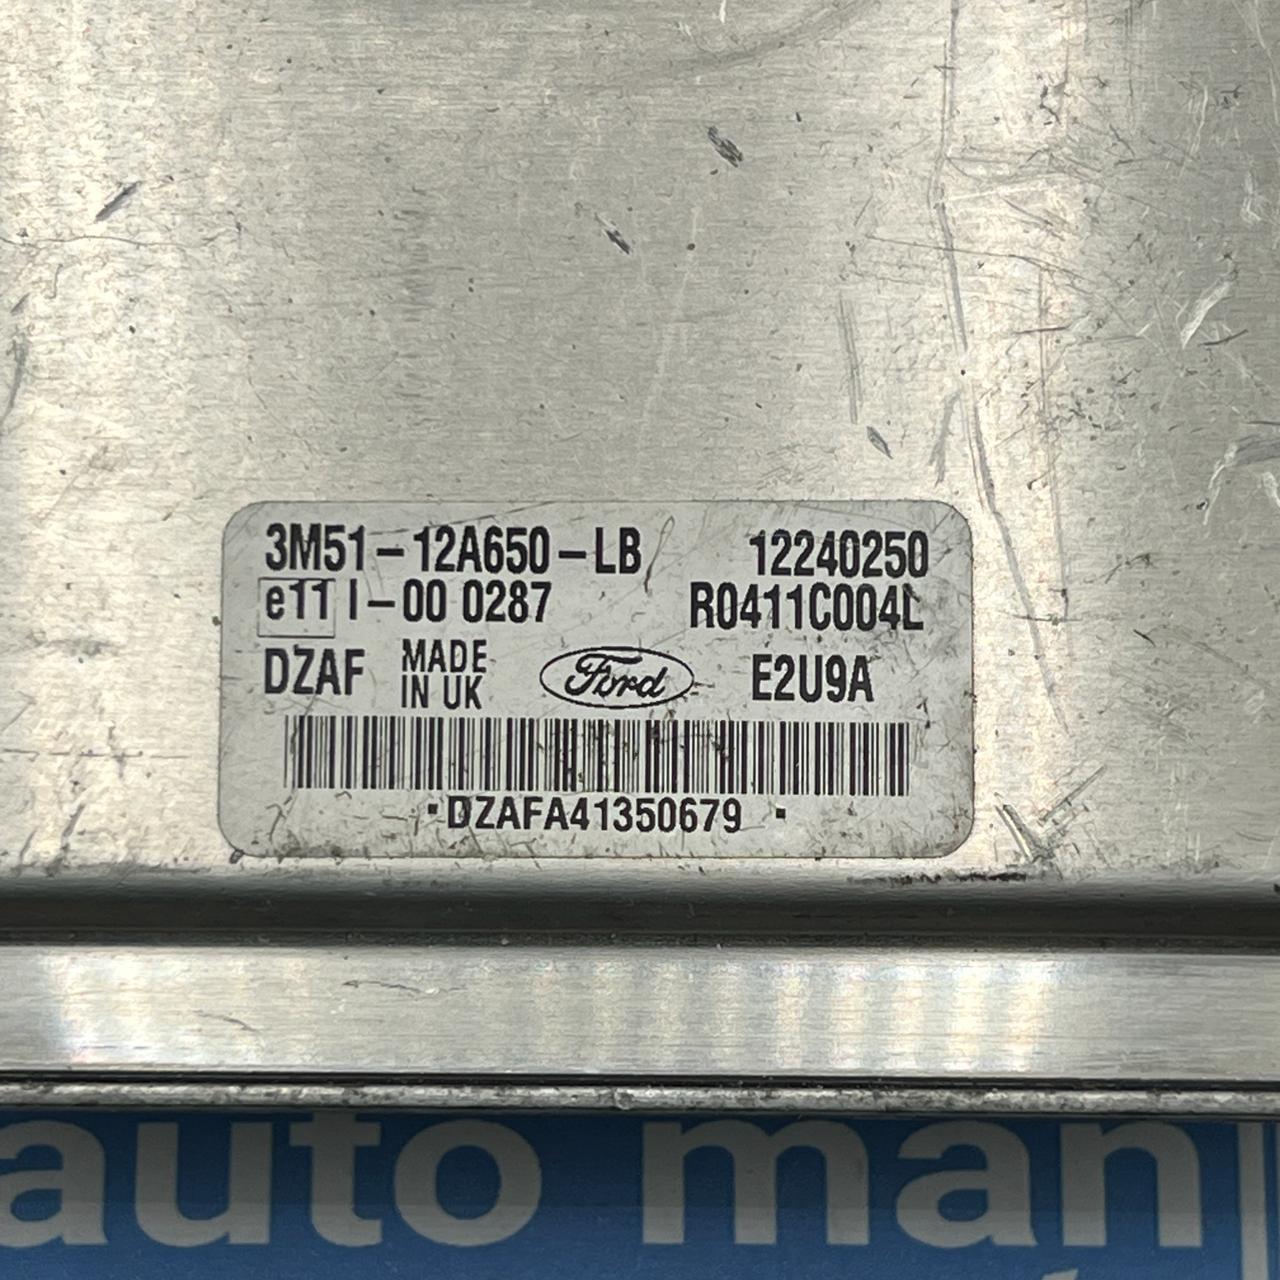 3M51-12A650-LB 12240250
e11 I-00 0287 R0411C004L
DZAF MADE IN UK Ford E2U9A
·DZAFA41350679 ·
auto man